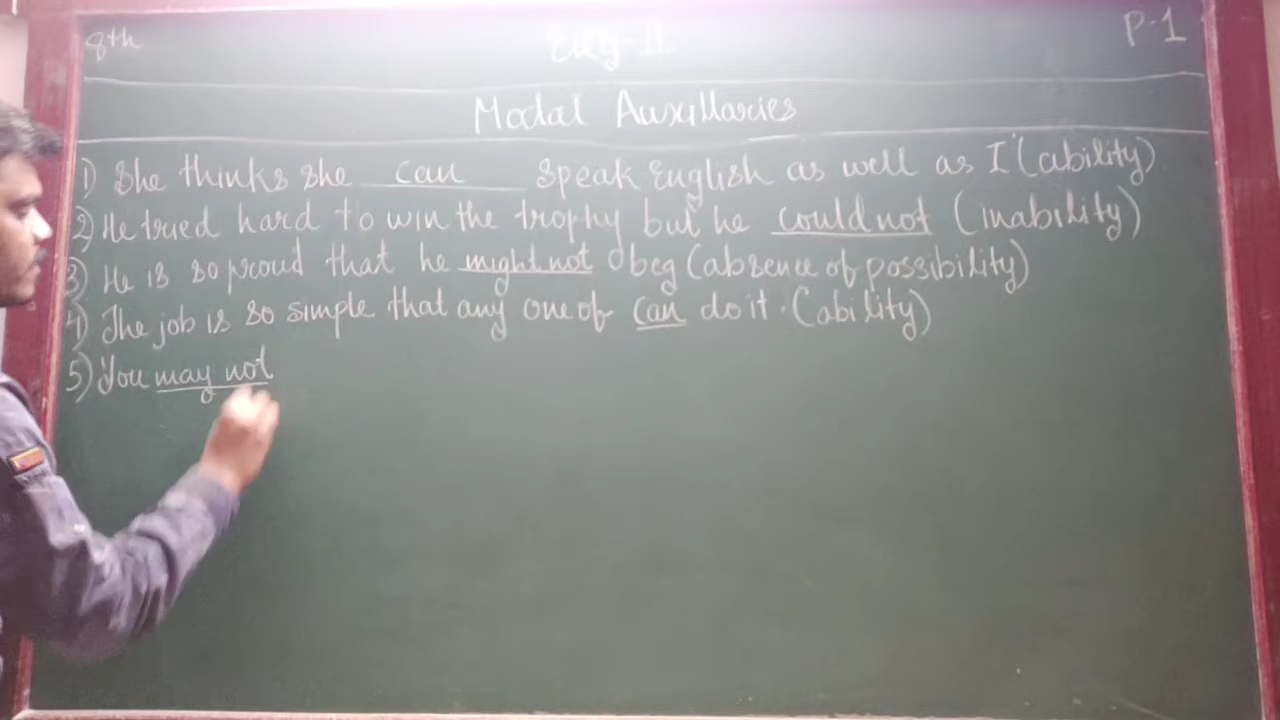 8th Eng-II P-1
Modal Auxillaries
1) She thinks she can speak English as well as I (ability)
2) He tried hard to win the trophy but he could not (inability)
3) He is so proud that he might not beg (absence of possibility)
4) The job is so simple that any one of can do it. (ability)
5) You may not